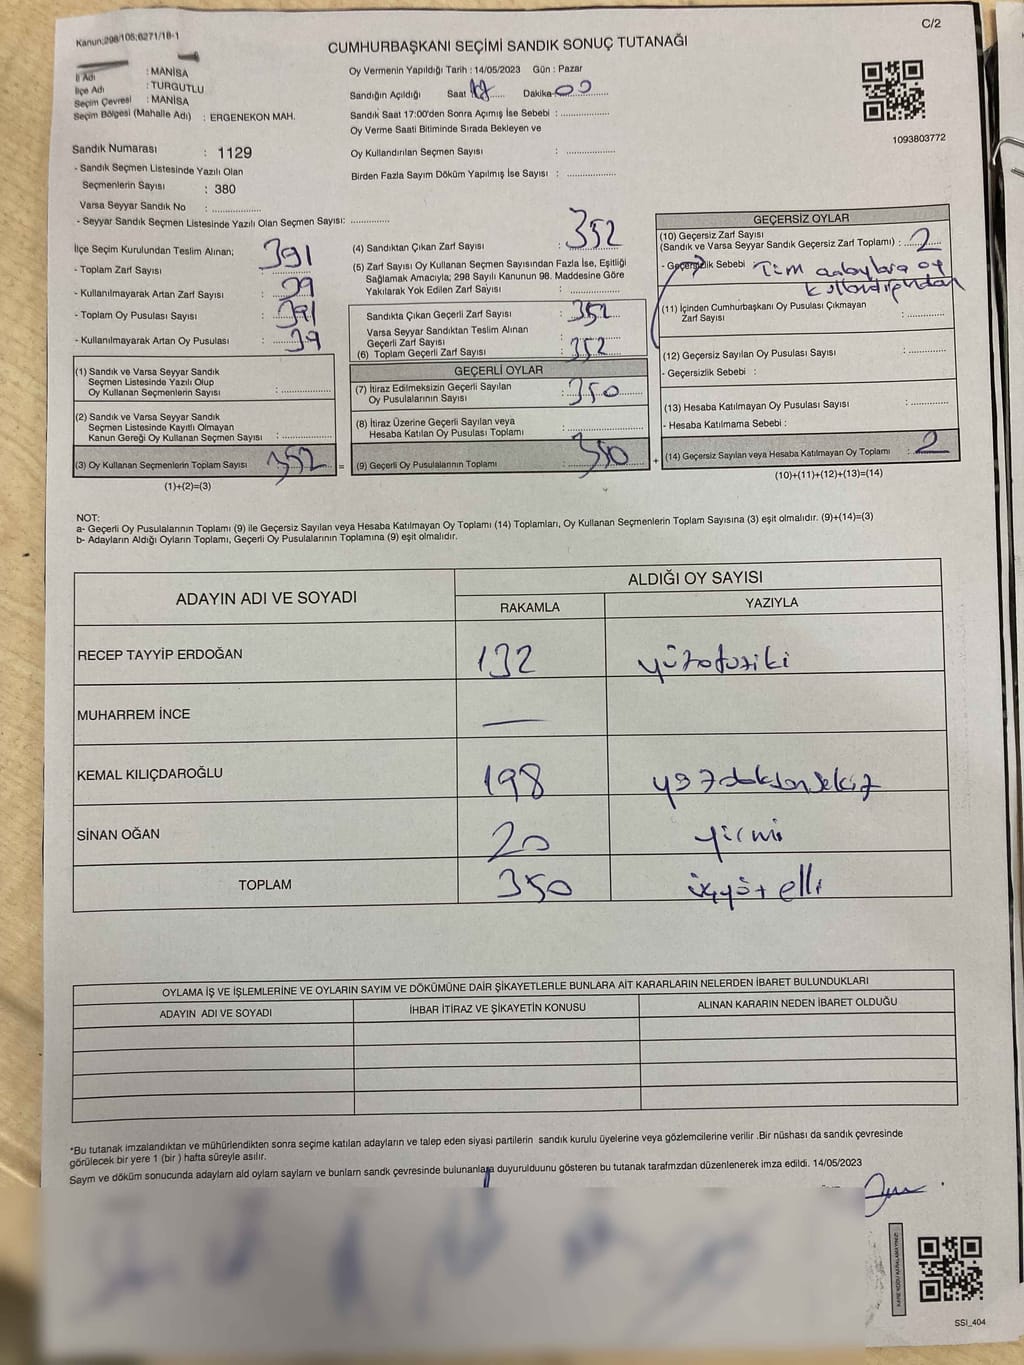 C/2
Kanun:298/105;6271/18-1
CUMHURBAŞKANI SEÇİMİ SANDIK SONUÇ TUTANAĞI
İl Adı : MANİSA
İlçe Adı : TURGUTLU
Seçim Çevresi : MANİSA
Seçim Bölgesi (Mahalle Adı) : ERGENEKON MAH.
Sandık Numarası : 1129
- Sandık Seçmen Listesinde Yazılı Olan
Seçmenlerin Sayısı : 380
Varsa Seyyar Sandık No : ..................
- Seyyar Sandık Seçmen Listesinde Yazılı Olan Seçmen Sayısı: ..............
Oy Vermenin Yapıldığı Tarih : 14/05/2023 Gün : Pazar
Sandığın Açıldığı Saat Dakika 00
Sandık Saat 17:00'den Sonra Açımış İse Sebebi : ..................
Oy Verme Saati Bitiminde Sırada Bekleyen ve
Oy Kullandırılan Seçmen Sayısı : ..................
Birden Fazla Sayım Döküm Yapılmış İse Sayısı : ..................
1093803772
İlçe Seçim Kurulundan Teslim Alınan;
- Toplam Zarf Sayısı : 391
- Kullanılmayarak Artan Zarf Sayısı : 39
- Toplam Oy Pusulası Sayısı : 391
- Kullanılmayarak Artan Oy Pusulası : 39
(1) Sandık ve Varsa Seyyar Sandık
Seçmen Listesinde Yazılı Olup
Oy Kullanan Seçmenlerin Sayısı : ..................
(2) Sandık ve Varsa Seyyar Sandık
Seçmen Listesinde Kayıtlı Olmayan
Kanun Gereği Oy Kullanan Seçmen Sayısı : ..................
(3) Oy Kullanan Seçmenlerin Toplam Sayısı : 352 =
(1)+(2)=(3)
(4) Sandıktan Çıkan Zarf Sayısı : 352
(5) Zarf Sayısı Oy Kullanan Seçmen Sayısından Fazla İse, Eşitliği
Sağlamak Amacıyla; 298 Sayılı Kanunun 98. Maddesine Göre
Yakılarak Yok Edilen Zarf Sayısı : ..................
Sandıkta Çıkan Geçerli Zarf Sayısı : 352
Varsa Seyyar Sandıktan Teslim Alınan
Geçerli Zarf Sayısı :
(6) Toplam Geçerli Zarf Sayısı : 352
GEÇERLİ OYLAR
(7) İtiraz Edilmeksizin Geçerli Sayılan
Oy Pusulalarının Sayısı : 350
(8) İtiraz Üzerine Geçerli Sayılan veya
Hesaba Katılan Oy Pusulası Toplamı : ..................
(9) Geçerli Oy Pusulalarının Toplamı : 350 +
GEÇERSİZ OYLAR
(10) Geçersiz Zarf Sayısı
(Sandık ve Varsa Seyyar Sandık Geçersiz Zarf Toplamı) : 2
- Geçersizlik Sebebi : Tüm adaylara oy
kullandığından
(11) İçinden Cumhurbaşkanı Oy Pusulası Çıkmayan
Zarf Sayısı : ............
(12) Geçersiz Sayılan Oy Pusulası Sayısı : ............
- Geçersizlik Sebebi :
(13) Hesaba Katılmayan Oy Pusulası Sayısı : ............
- Hesaba Katılmama Sebebi :
(14) Geçersiz Sayılan veya Hesaba Katılmayan Oy Toplamı : 2
(10)+(11)+(12)+(13)=(14)
NOT:
a- Geçerli Oy Pusulalarının Toplamı (9) ile Geçersiz Sayılan veya Hesaba Katılmayan Oy Toplamı (14) Toplamları, Oy Kullanan Seçmenlerin Toplam Sayısına (3) eşit olmalıdır. (9)+(14)=(3)
b- Adayların Aldığı Oyların Toplamı, Geçerli Oy Pusulalarının Toplamına (9) eşit olmalıdır.
ADAYIN ADI VE SOYADI ALDIĞI OY SAYISI
RAKAMLA YAZIYLA
RECEP TAYYİP ERDOĞAN 132 yüzotuziki
MUHARREM İNCE —
KEMAL KILIÇDAROĞLU 198 yüzdoksansekiz
SİNAN OĞAN 20 yirmi
TOPLAM 350 üçyüz elli
OYLAMA İŞ VE İŞLEMLERİNE VE OYLARIN SAYIM VE DÖKÜMÜNE DAİR ŞİKAYETLERLE BUNLARA AİT KARARLARIN NELERDEN İBARET BULUNDUKLARI
ADAYIN ADI VE SOYADI İHBAR İTİRAZ VE ŞİKAYETİN KONUSU ALINAN KARARIN NEDEN İBARET OLDUĞU
*Bu tutanak imzalandıktan ve mühürlendikten sonra seçime katılan adayların ve talep eden siyasi partilerin sandık kurulu üyelerine veya gözlemcilerine verilir .Bir nüshası da sandık çevresinde
görülecek bir yere 1 (bir ) hafta süreyle asılır.
Saym ve döküm sonucunda adaylarn ald oylarn saylarn ve bunlarn sandk çevresinde bulunanlara duyurulduunu gösteren bu tutanak tarafmzdan düzenlenerek imza edildi. 14/05/2023
SSI_404